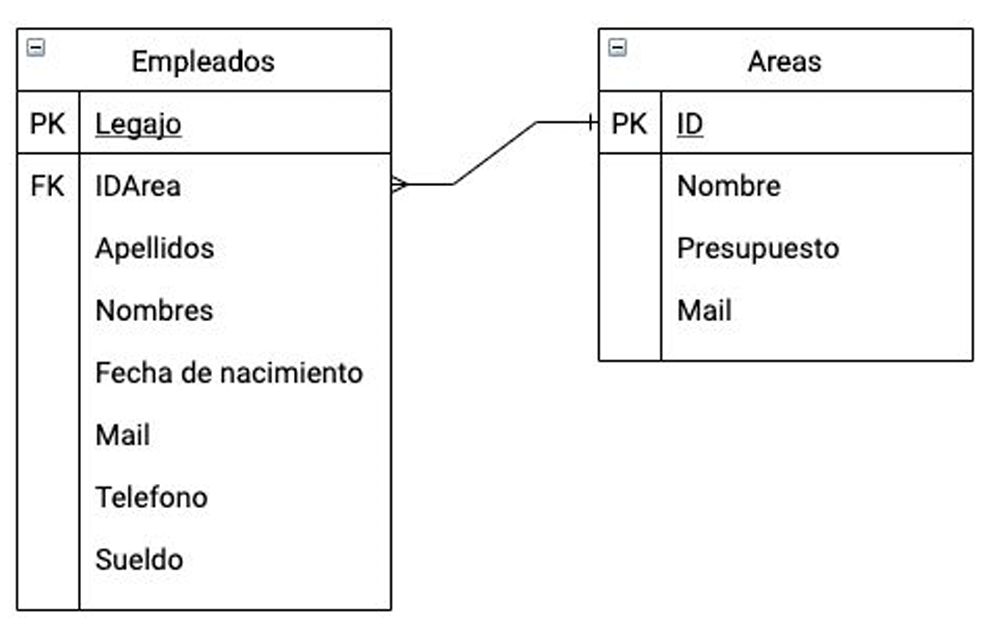 Empleados
PK Legajo
FK IDArea
Apellidos
Nombres
Fecha de nacimiento
Mail
Telefono
Sueldo
Areas
PK ID
Nombre
Presupuesto
Mail